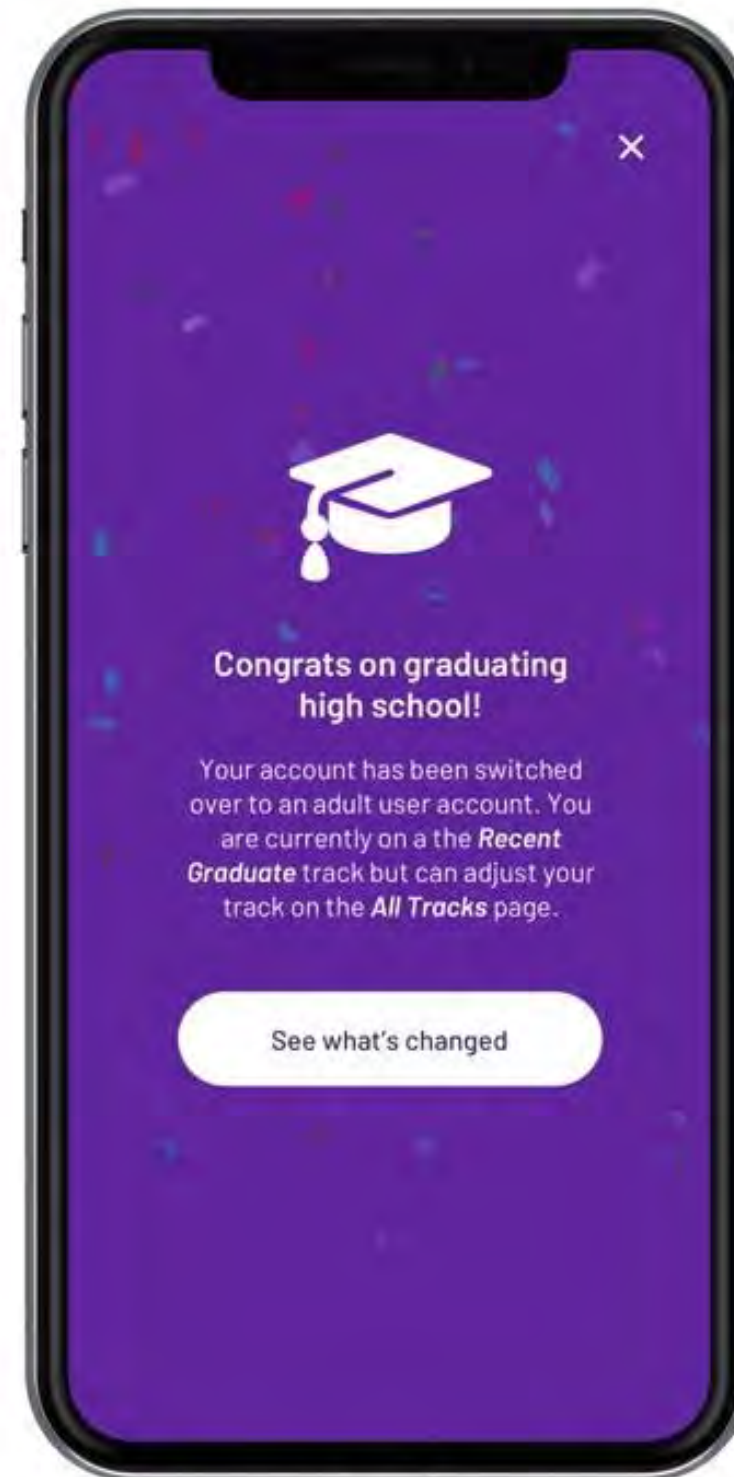 Congrats on graduating
high school!
Your account has been switched
over to an adult user account. You
are currently on a the Recent
Graduate track but can adjust your
track on the All Tracks page.
See what's changed